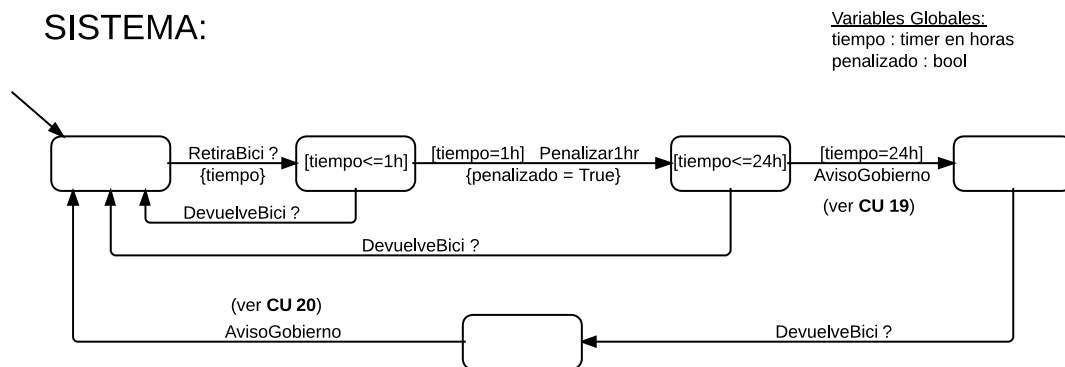 SISTEMA:
Variables Globales:
tiempo : timer en horas
penalizado : bool
RetiraBici ?
{tiempo}
[tiempo<=1h]
[tiempo=1h] Penalizar1hr
{penalizado = True}
[tiempo<=24h]
[tiempo=24h]
AvisoGobierno
(ver CU 19)
DevuelveBici ?
DevuelveBici ?
(ver CU 20)
AvisoGobierno
DevuelveBici ?